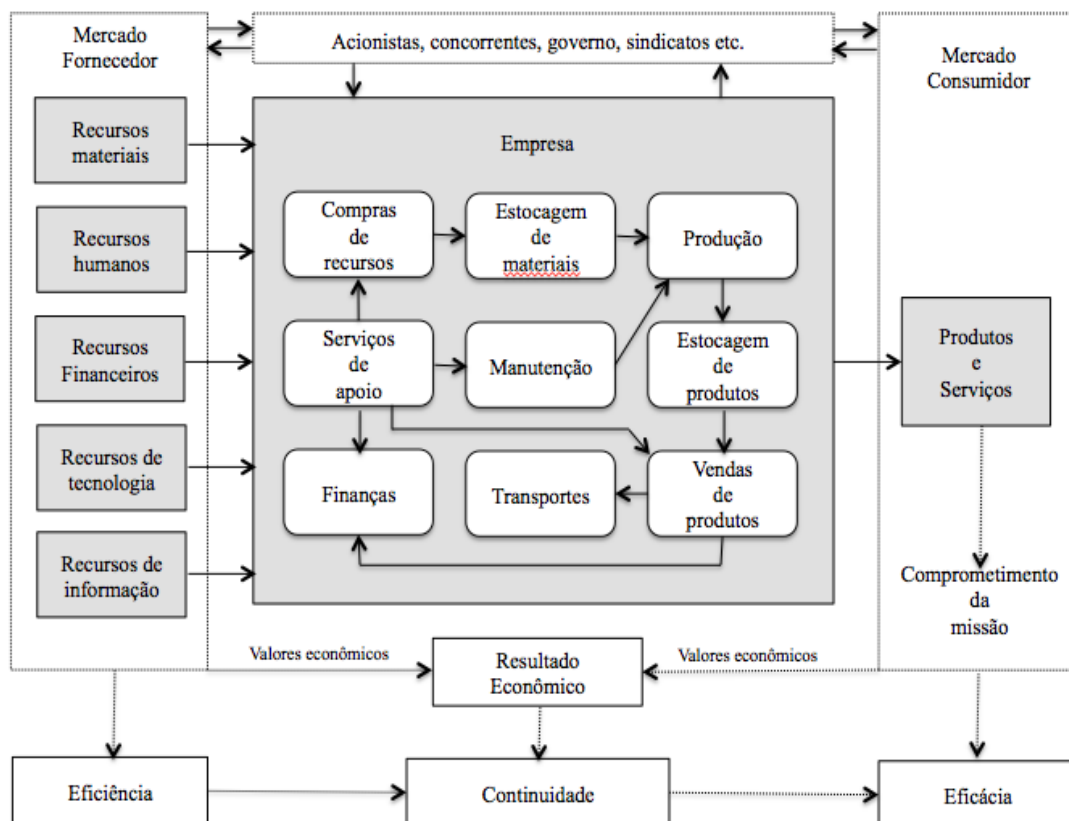 Mercado
Fornecedor
Acionistas, concorrentes, governo, sindicatos etc.
Mercado
Consumidor
Recursos
materiais
Recursos
humanos
Recursos
Financeiros
Recursos de
tecnologia
Recursos de
informação
Empresa
Compras
de
recursos
Estocagem
de
materiais
Produção
Serviços
de
apoio
Manutenção
Estocagem
de
produtos
Finanças
Transportes
Vendas
de
produtos
Produtos
e
Serviços
Comprometimento
da
missão
Valores econômicos
Resultado
Econômico
Valores econômicos
Eficiência
Continuidade
Eficácia